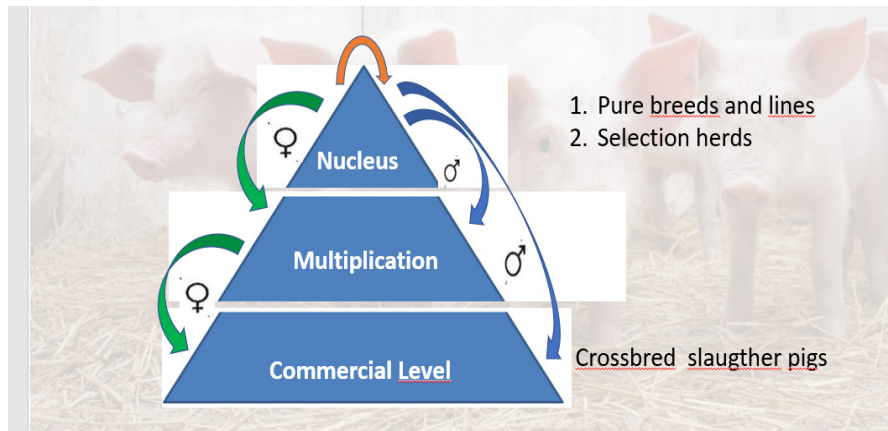 1. Pure breeds and lines
2. Selection herds
♀
Nucleus
♂
Multiplication
♂
♀
Commercial Level
Crossbred slaugther pigs